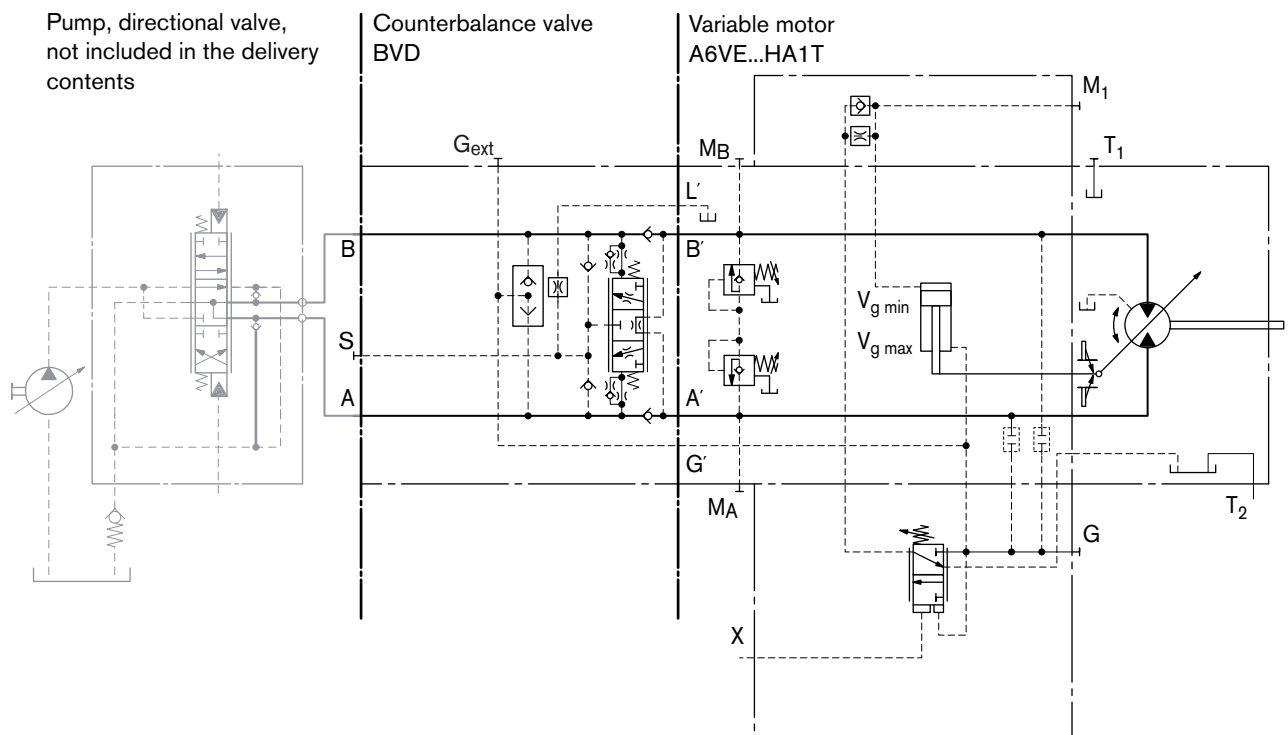 Pump, directional valve,
not included in the delivery
contents
Counterbalance valve
BVD
Variable motor
A6VE...HA1T
M1
Gext
MB
T1
L′
B
B′
Vg min
Vg max
S
A
A′
G′
MA
T2
G
X